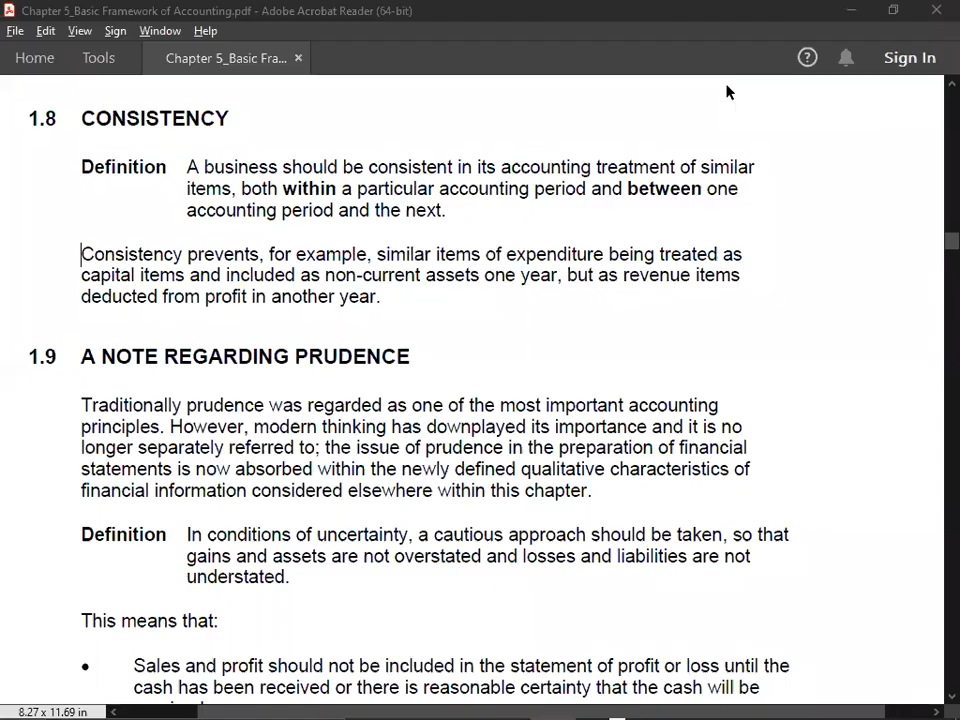 Chapter 5_Basic Framework of Accounting.pdf - Adobe Acrobat Reader (64-bit)
File Edit View Sign Window Help
Home Tools Chapter 5_Basic Fra... × ? Sign In
1.8 CONSISTENCY
Definition A business should be consistent in its accounting treatment of similar
items, both within a particular accounting period and between one
accounting period and the next.
Consistency prevents, for example, similar items of expenditure being treated as
capital items and included as non-current assets one year, but as revenue items
deducted from profit in another year.
1.9 A NOTE REGARDING PRUDENCE
Traditionally prudence was regarded as one of the most important accounting
principles. However, modern thinking has downplayed its importance and it is no
longer separately referred to; the issue of prudence in the preparation of financial
statements is now absorbed within the newly defined qualitative characteristics of
financial information considered elsewhere within this chapter.
Definition In conditions of uncertainty, a cautious approach should be taken, so that
gains and assets are not overstated and losses and liabilities are not
understated.
This means that:
• Sales and profit should not be included in the statement of profit or loss until the
cash has been received or there is reasonable certainty that the cash will be
8.27 x 11.69 in